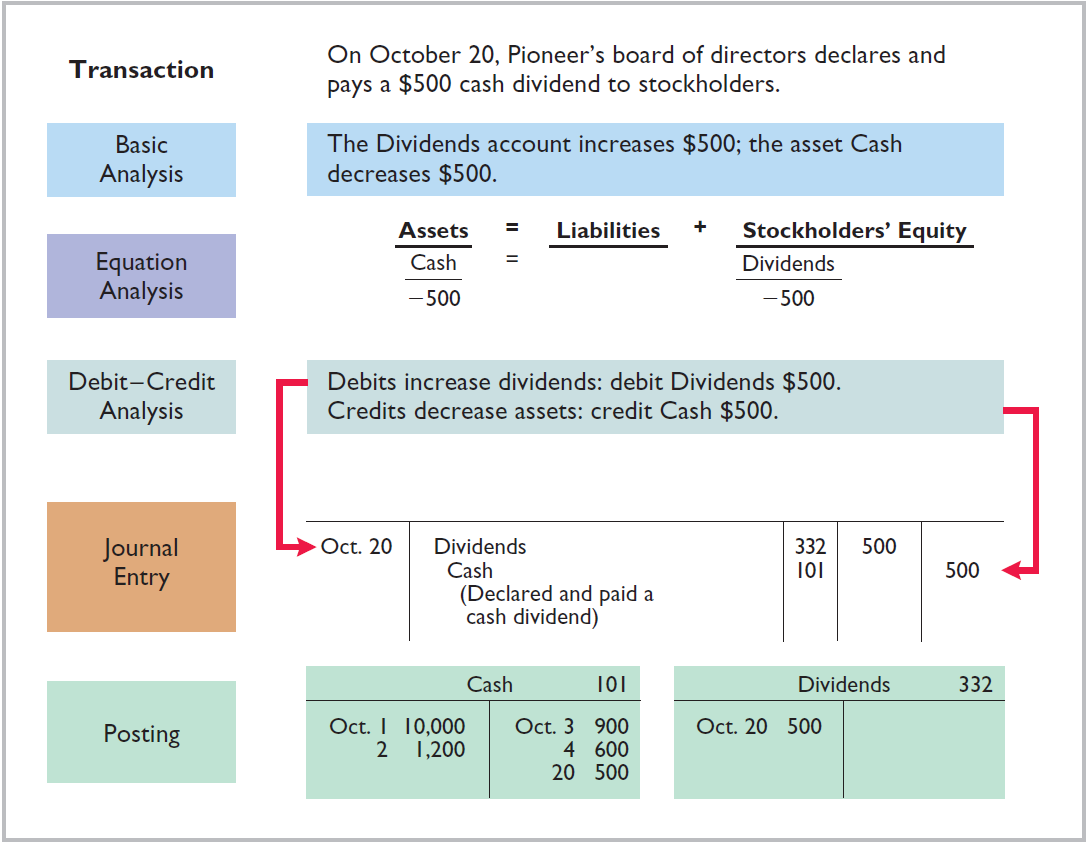 Transaction
On October 20, Pioneer’s board of directors declares and
pays a $500 cash dividend to stockholders.
Basic
Analysis
The Dividends account increases $500; the asset Cash
decreases $500.
Equation
Analysis
Assets = Liabilities + Stockholders’ Equity
Cash = Dividends
−500 −500
Debit–Credit
Analysis
Debits increase dividends: debit Dividends $500.
Credits decrease assets: credit Cash $500.
Journal
Entry
Oct. 20 Dividends 332 500
Cash 101 500
(Declared and paid a
cash dividend)
Posting
Cash 101
Oct. 1 10,000 Oct. 3 900
2 1,200 4 600
20 500
Dividends 332
Oct. 20 500